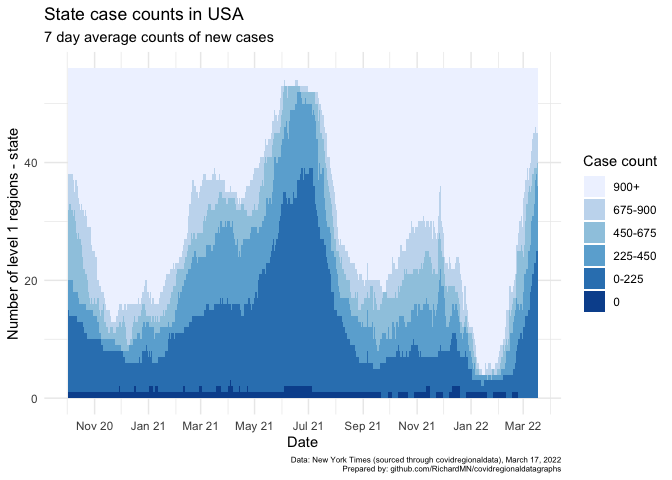 State case counts in USA
7 day average counts of new cases
Number of level 1 regions - state
40
20
0
Nov 20 Jan 21 Mar 21 May 21 Jul 21 Sep 21 Nov 21 Jan 22 Mar 22
Date
Case count
900+
675-900
450-675
225-450
0-225
0
Data: New York Times (sourced through covidregionaldata), March 17, 2022
Prepared by: github.com/RichardMN/covidregionaldatagraphs